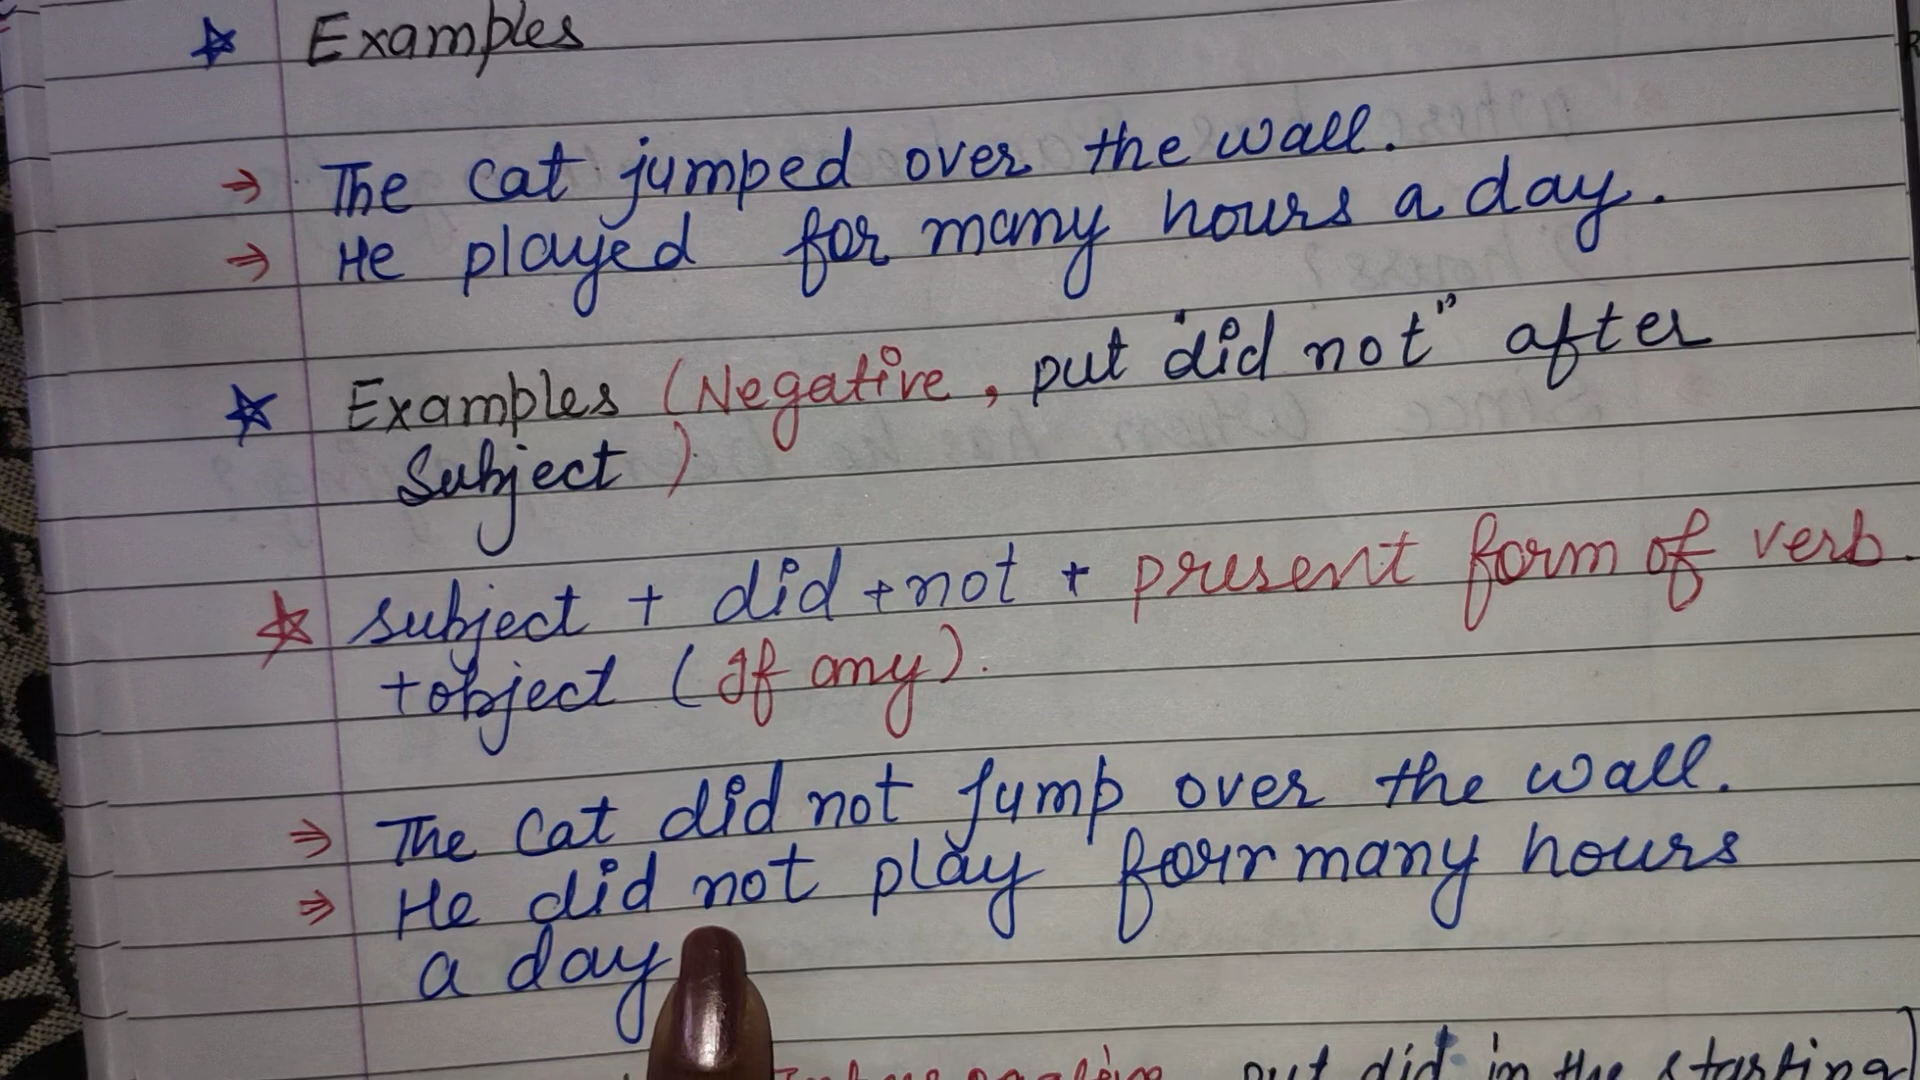 Examples
The cat jumped over the wall.
He played for many hours a day.
Examples (Negative, put "did not" after
Subject)
subject + did + not + present form of verb.
+ object (If any).
The cat did not jump over the wall.
He did not play for many hours
a day
put did in the starting